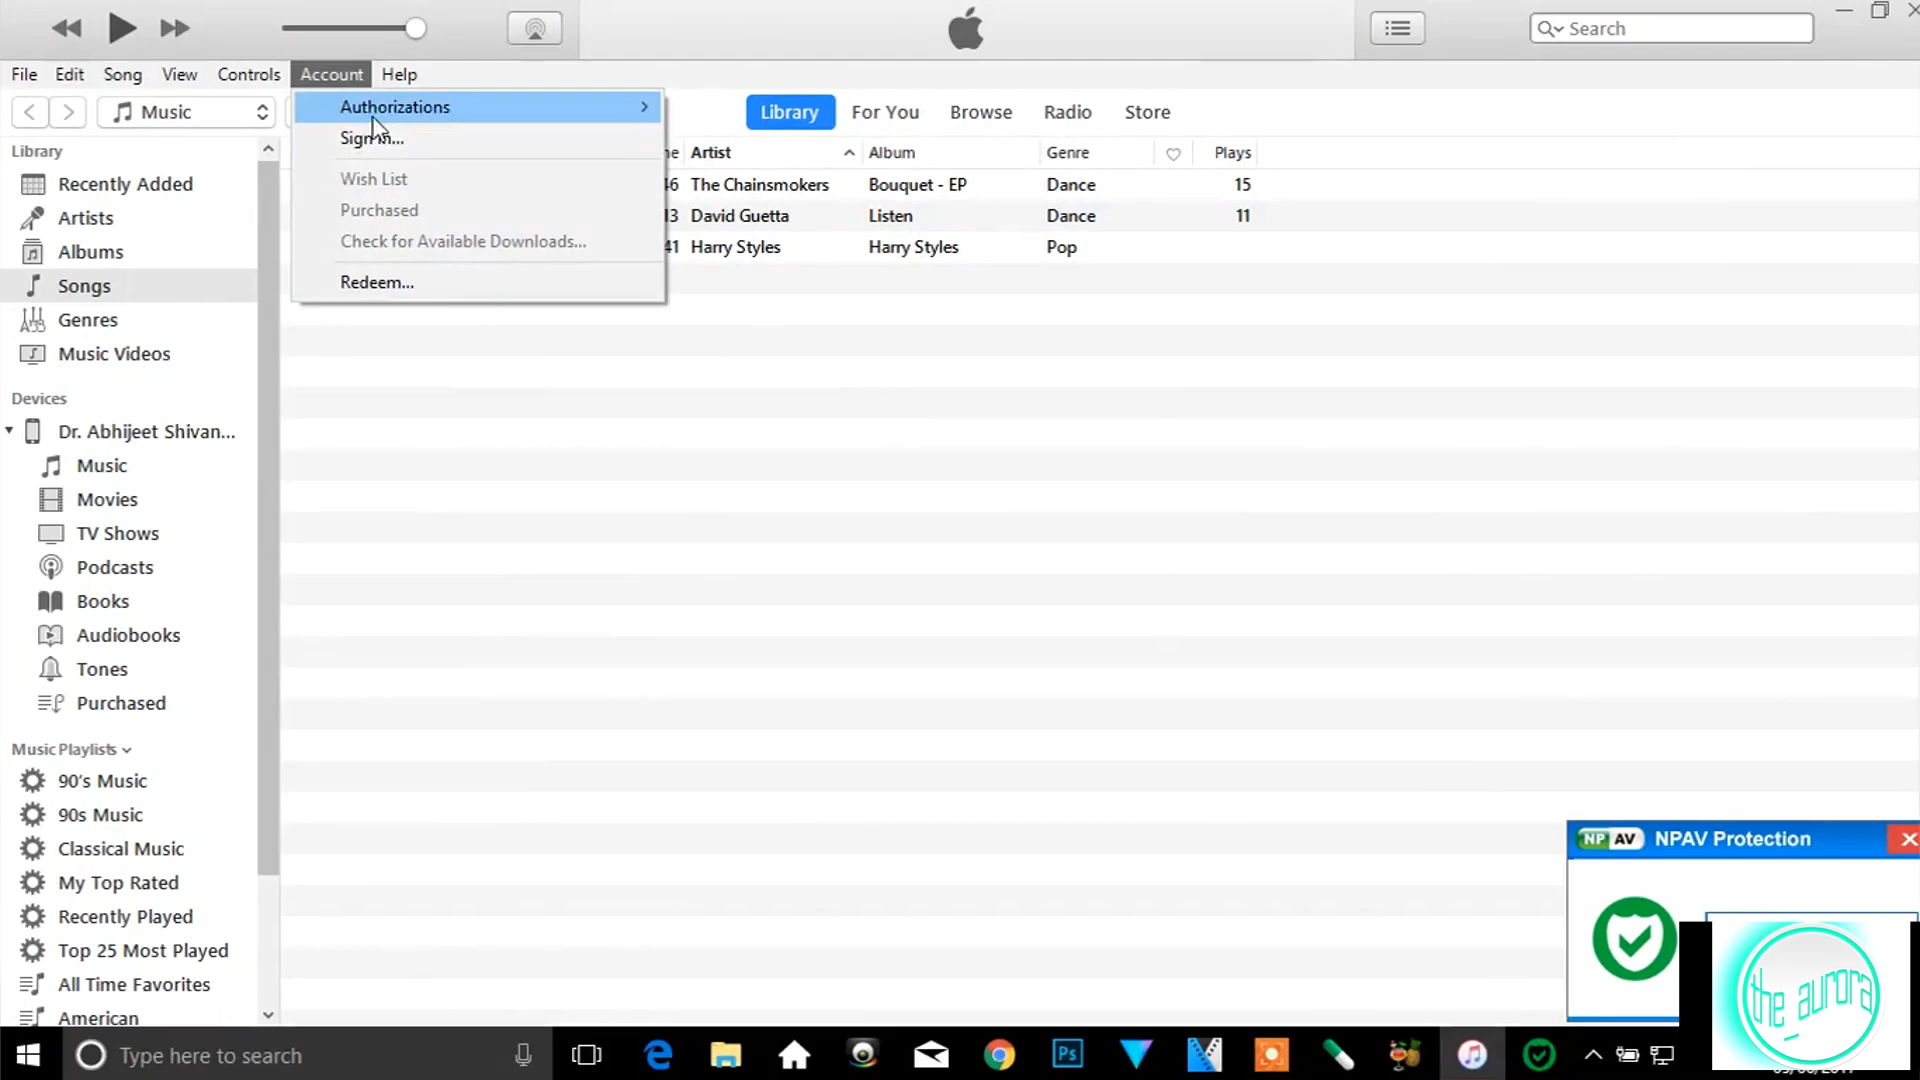 Search
File Edit Song View Controls Account Help
Music
Library For You Browse Radio Store
Authorizations
Sign In...
Wish List
Purchased
Check for Available Downloads...
Redeem...
Artist Album Genre Plays
46 The Chainsmokers Bouquet - EP Dance 15
13 David Guetta Listen Dance 11
41 Harry Styles Harry Styles Pop
Library
Recently Added
Artists
Albums
Songs
Genres
Music Videos
Devices
Dr. Abhijeet Shivan...
Music
Movies
TV Shows
Podcasts
Books
Audiobooks
Tones
Purchased
Music Playlists
90's Music
90s Music
Classical Music
My Top Rated
Recently Played
Top 25 Most Played
All Time Favorites
American
NP AV NPAV Protection
the aurora
Type here to search
Ps